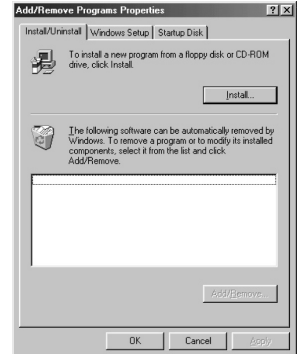 Add/Remove Programs Properties
Install/Uninstall Windows Setup Startup Disk
To install a new program from a floppy disk or CD-ROM
drive, click Install.
Install...
The following software can be automatically removed by
Windows. To remove a program or to modify its installed
components, select it from the list and click
Add/Remove.
Add/Remove...
OK Cancel Apply